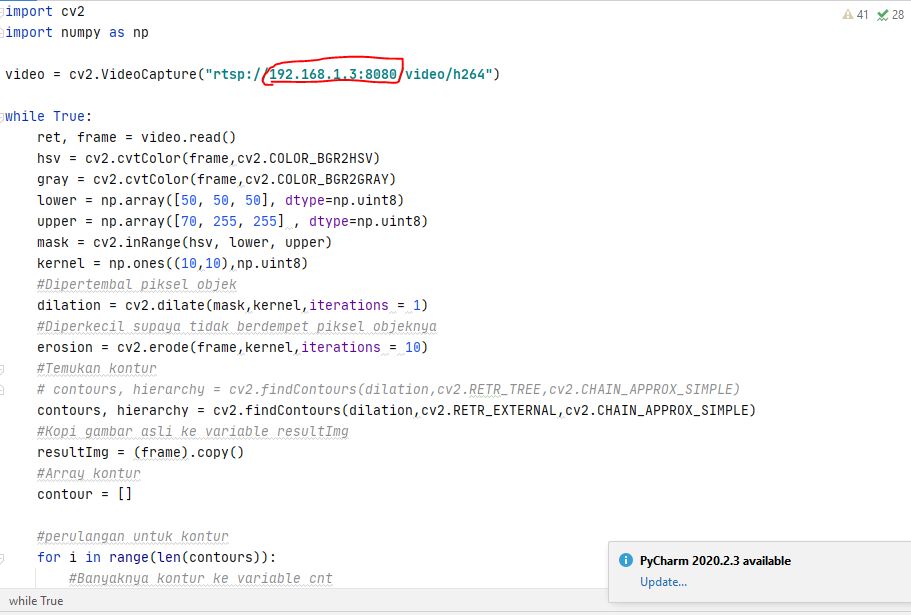 import cv2
41 28
import numpy as np
video = cv2.VideoCapture("rtsp://192.168.1.3:8080/video/h264")
while True:
ret, frame = video.read()
hsv = cv2.cvtColor(frame,cv2.COLOR_BGR2HSV)
gray = cv2.cvtColor(frame,cv2.COLOR_BGR2GRAY)
lower = np.array([50, 50, 50], dtype=np.uint8)
upper = np.array([70, 255, 255] , dtype=np.uint8)
mask = cv2.inRange(hsv, lower, upper)
kernel = np.ones((10,10),np.uint8)
#Dipertembal piksel objek
dilation = cv2.dilate(mask,kernel,iterations = 1)
#Diperkecil supaya tidak berdempet piksel objeknya
erosion = cv2.erode(frame,kernel,iterations = 10)
#Temukan kontur
# contours, hierarchy = cv2.findContours(dilation,cv2.RETR_TREE,cv2.CHAIN_APPROX_SIMPLE)
contours, hierarchy = cv2.findContours(dilation,cv2.RETR_EXTERNAL,cv2.CHAIN_APPROX_SIMPLE)
#Kopi gambar asli ke variable resultImg
resultImg = (frame).copy()
#Array kontur
contour = []
#perulangan untuk kontur
for i in range(len(contours)):
#Banyaknya kontur ke variable cnt
PyCharm 2020.2.3 available
Update...
while True